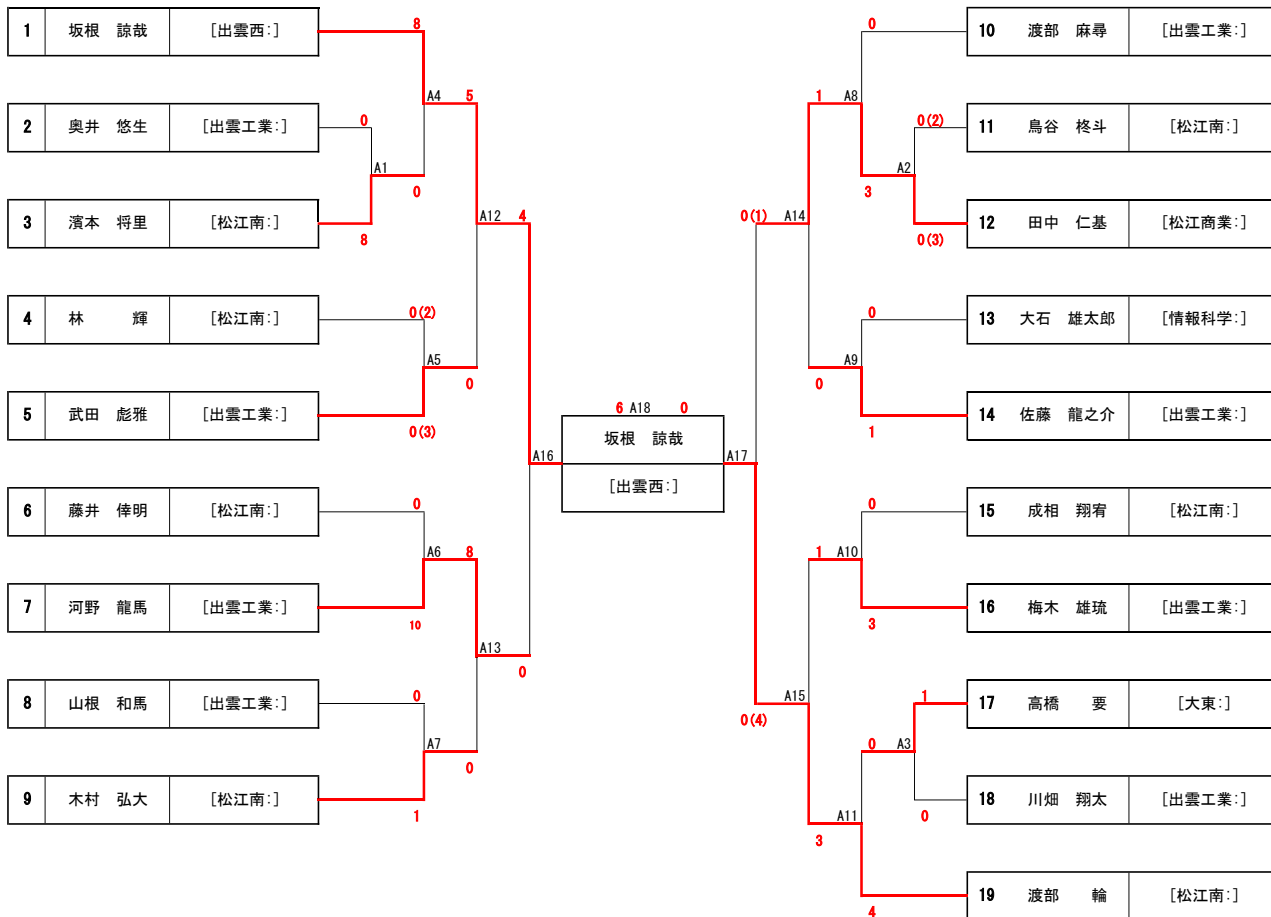 1 坂根 諒哉 [出雲西:]
2 奥井 悠生 [出雲工業:]
3 濱本 将里 [松江南:]
4 林 輝 [松江南:]
5 武田 彪雅 [出雲工業:]
6 藤井 倖明 [松江南:]
7 河野 龍馬 [出雲工業:]
8 山根 和馬 [出雲工業:]
9 木村 弘大 [松江南:]
8
A4 5
0
A1
0
8
A12 4
0(2)
A5
0
0(3)
A16
0
A6 8
10
A13
0
0
A7
0
1
6 A18 0
坂根 諒哉
[出雲西:]
A17
0
1 A8
0(2)
A2
3
0(1) A14
0(3)
0
A9
0
1
0
1 A10
3
A15
0(4)
1
0 A3
A11 0
3
4
10 渡部 麻尋 [出雲工業:]
11 鳥谷 柊斗 [松江南:]
12 田中 仁基 [松江商業:]
13 大石 雄太郎 [情報科学:]
14 佐藤 龍之介 [出雲工業:]
15 成相 翔宥 [松江南:]
16 梅木 雄琉 [出雲工業:]
17 高橋 要 [大東:]
18 川畑 翔太 [出雲工業:]
19 渡部 輪 [松江南:]